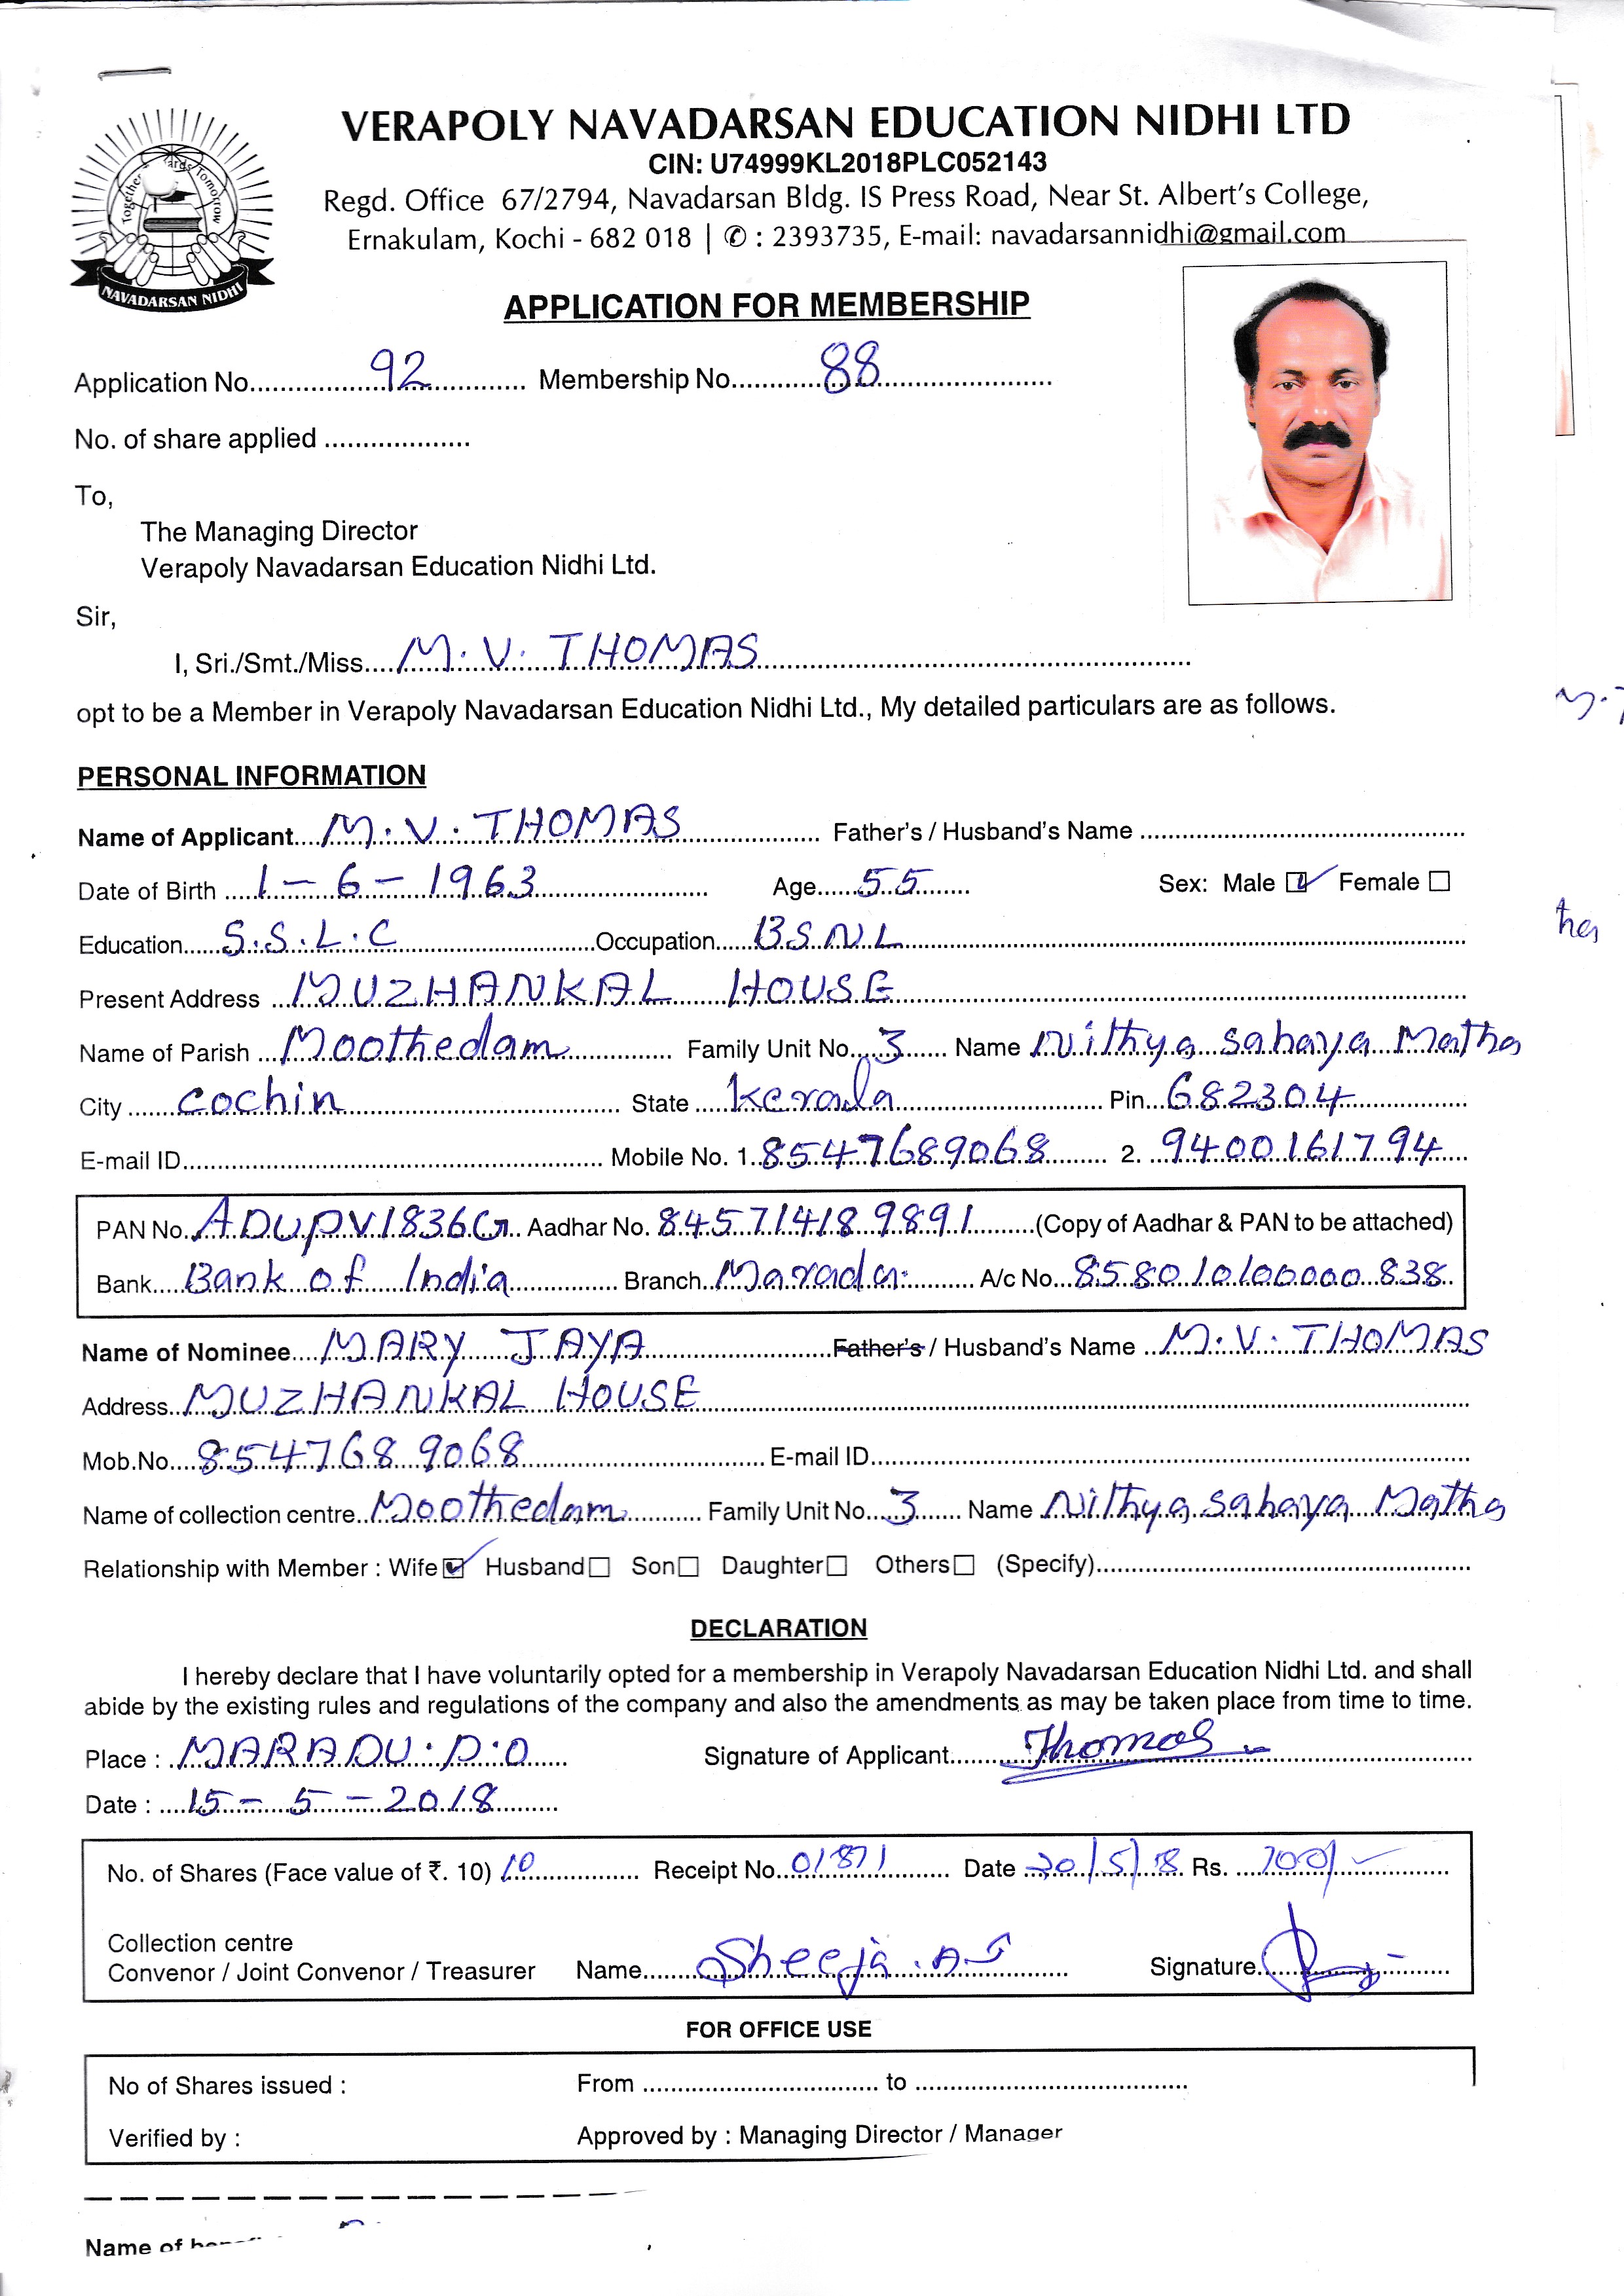 VERAPOLY NAVADARSAN EDUCATION NIDHI LTD
CIN: U74999KL2018PLC052143
Regd. Office 67/2794, Navadarsan Bldg. IS Press Road, Near St. Albert's College,
Ernakulam, Kochi - 682 018 | ✆ : 2393735, E-mail: navadarsannidhi@gmail.com
Together Tomorrow
NAVADARSAN NIDHI
APPLICATION FOR MEMBERSHIP
Application No. 92 Membership No. 88
No. of share applied
To,
The Managing Director
Verapoly Navadarsan Education Nidhi Ltd.
Sir,
I, Sri./Smt./Miss. M. V. THOMAS
opt to be a Member in Verapoly Navadarsan Education Nidhi Ltd., My detailed particulars are as follows.
PERSONAL INFORMATION
Name of Applicant M. V. THOMAS Father's / Husband's Name
Date of Birth 1 - 6 - 1963 Age 55 Sex: Male ☑ Female ☐
Education S.S.L.C Occupation BSNL
Present Address MUZHANKAL HOUSE
Name of Parish Moothedam Family Unit No. 3 Name Nithya Sahaya Matha
City Cochin State Kerala Pin 682304
E-mail ID Mobile No. 1. 8547689068 2. 9400161794
PAN No. ADUPV1836G Aadhar No. 845714189891 (Copy of Aadhar & PAN to be attached)
Bank Bank of India Branch Maradu A/c No. 858010100000838
Name of Nominee MARY JAYA Father's / Husband's Name M. V. THOMAS
Address MUZHANKAL HOUSE
Mob.No. 8547689068 E-mail ID
Name of collection centre Moothedam Family Unit No. 3 Name Nithya Sahaya Matha
Relationship with Member : Wife ☑ Husband ☐ Son ☐ Daughter ☐ Others ☐ (Specify)
DECLARATION
I hereby declare that I have voluntarily opted for a membership in Verapoly Navadarsan Education Nidhi Ltd. and shall
abide by the existing rules and regulations of the company and also the amendments as may be taken place from time to time.
Place : MARADU.P.O Signature of Applicant Thomas
Date : 15 - 5 - 2018
No. of Shares (Face value of ₹. 10) 10 Receipt No. 01871 Date 20/5/18 Rs. 100/-
Collection centre
Convenor / Joint Convenor / Treasurer Name Sheeja. A J Signature
FOR OFFICE USE
No of Shares issued : From to
Verified by : Approved by : Managing Director / Manager
Name of